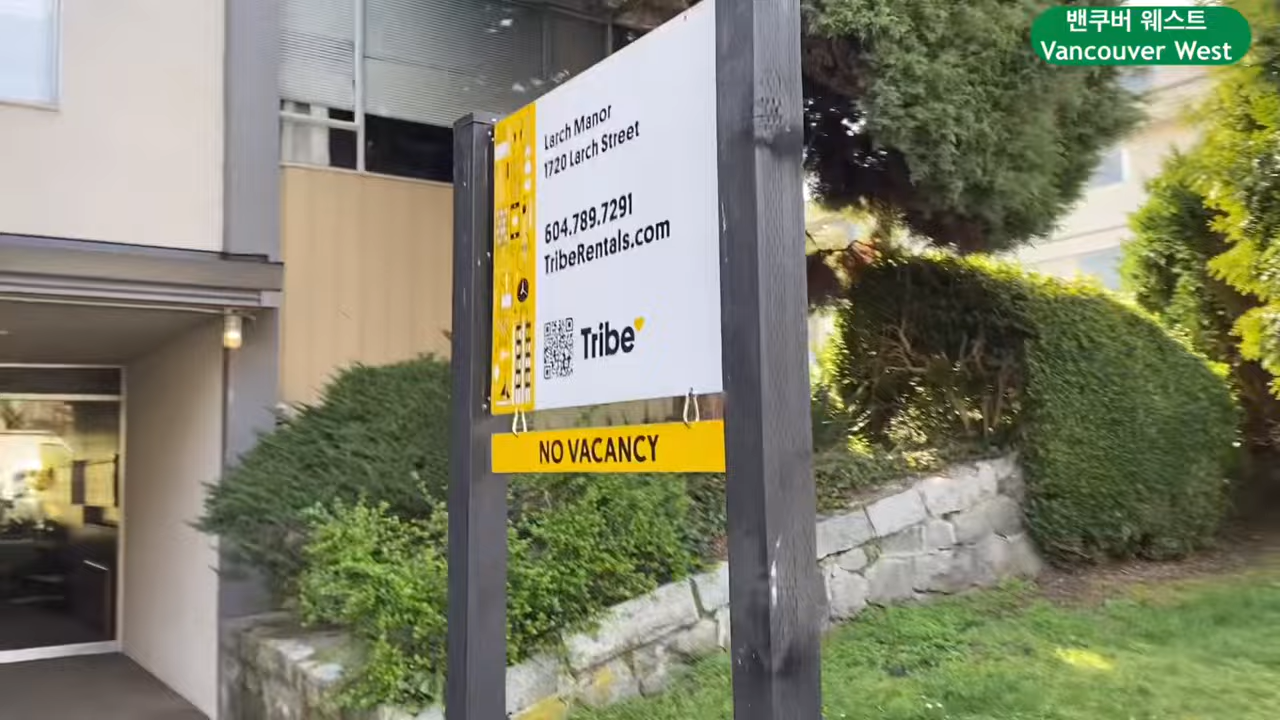 밴쿠버 웨스트
Vancouver West
Larch Manor
1720 Larch Street
604.789.7291
TribeRentals.com
Tribe
NO VACANCY